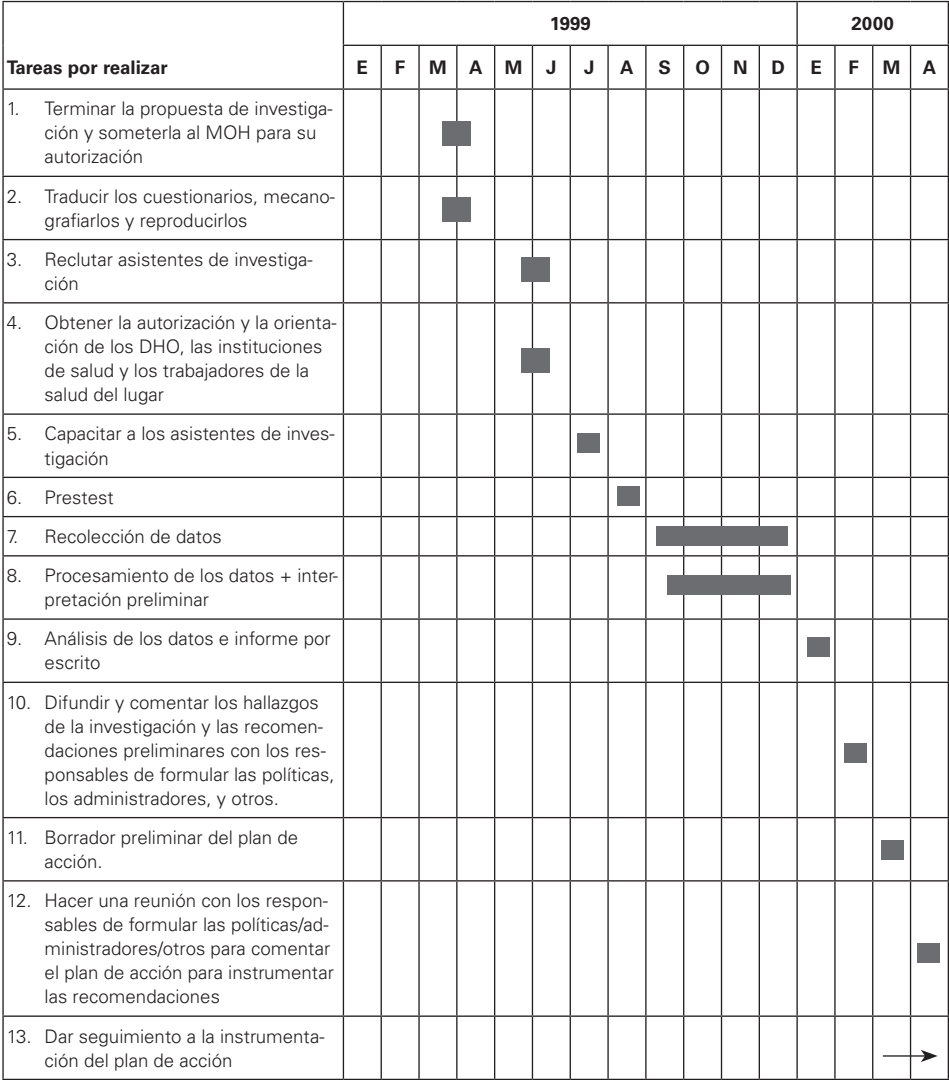 1999 2000
Tareas por realizar E F M A M J J A S O N D E F M A
1. Terminar la propuesta de investiga-
ción y someterla al MOH para su
autorización
2. Traducir los cuestionarios, mecano-
grafiarlos y reproducirlos
3. Reclutar asistentes de investiga-
ción
4. Obtener la autorización y la orienta-
ción de los DHO, las instituciones
de salud y los trabajadores de la
salud del lugar
5. Capacitar a los asistentes de inves-
tigación
6. Prestest
7. Recolección de datos
8. Procesamiento de los datos + inter-
pretación preliminar
9. Análisis de los datos e informe por
escrito
10. Difundir y comentar los hallazgos
de la investigación y las recomen-
daciones preliminares con los res-
ponsables de formular las políticas,
los administradores, y otros.
11. Borrador preliminar del plan de
acción.
12. Hacer una reunión con los respon-
sables de formular las políticas/ad-
ministradores/otros para comentar
el plan de acción para instrumentar
las recomendaciones
13. Dar seguimiento a la instrumenta-
ción del plan de acción